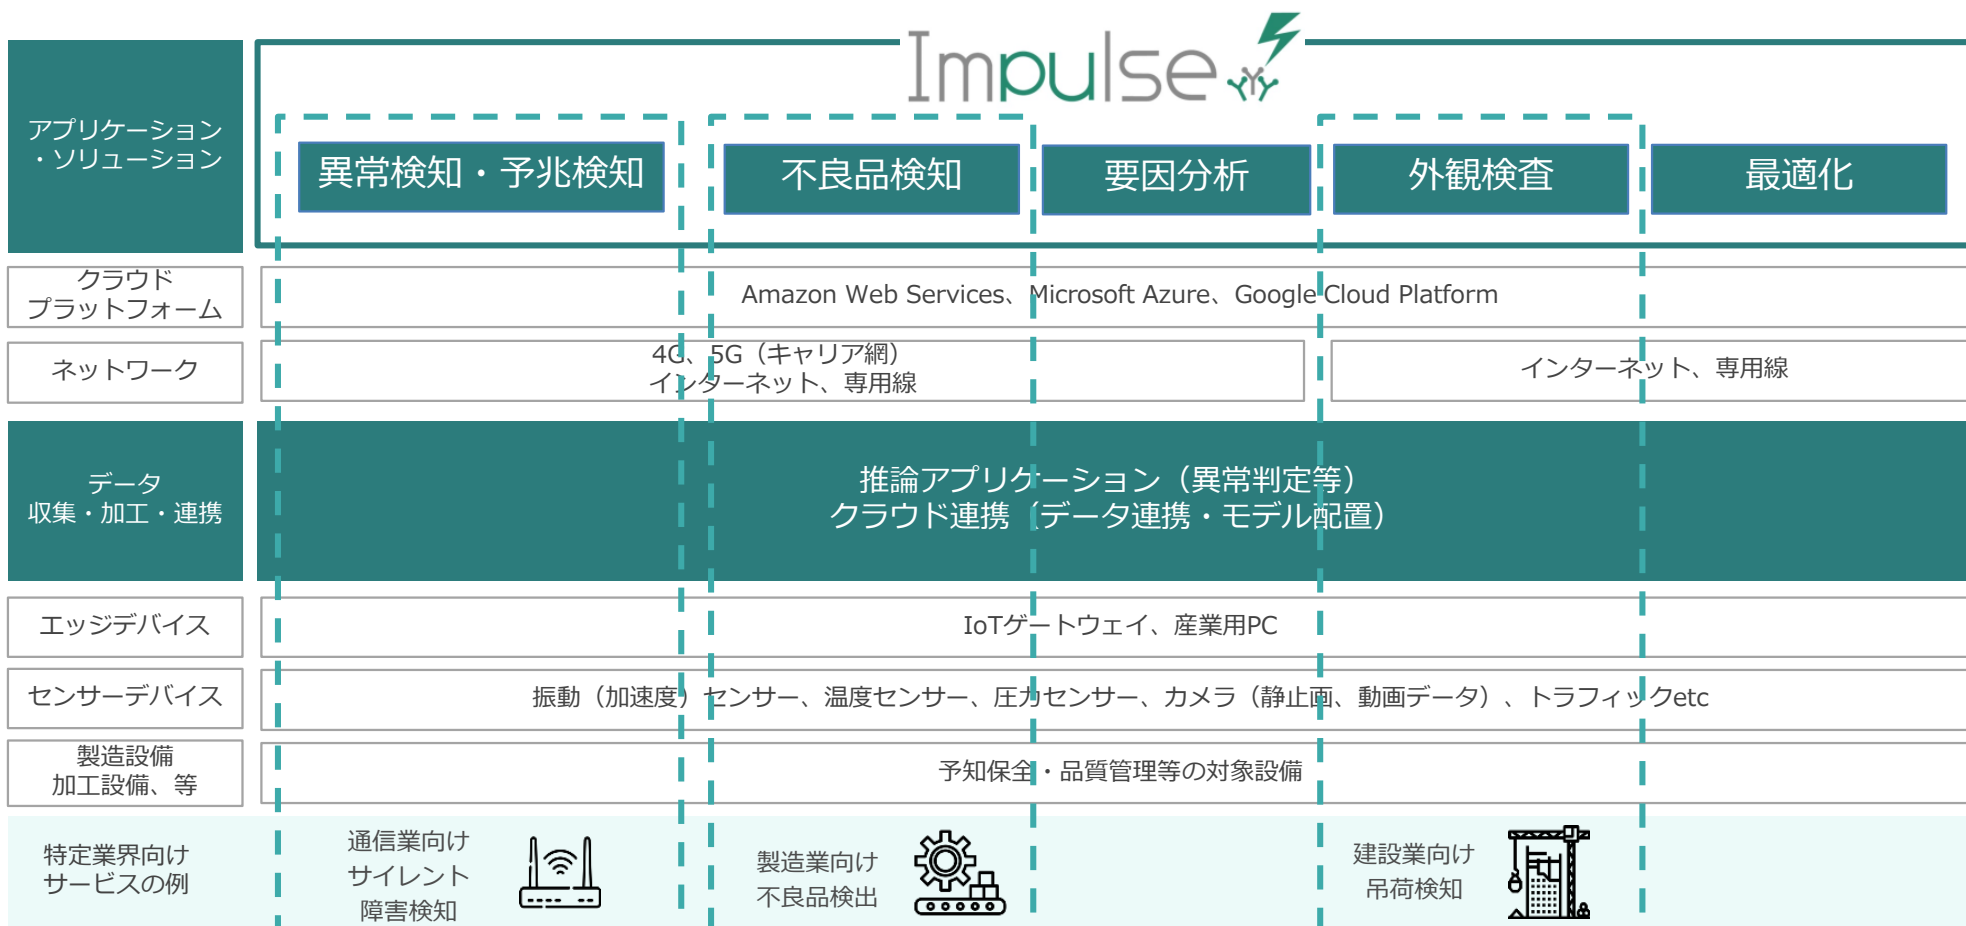 Impulse
アプリケーション
・ソリューション
異常検知・予兆検知
不良品検知
要因分析
外観検査
最適化
クラウド
プラットフォーム
Amazon Web Services、Microsoft Azure、Google Cloud Platform
ネットワーク
4G、5G（キャリア網）
インターネット、専用線
インターネット、専用線
データ
収集・加工・連携
推論アプリケーション（異常判定等）
クラウド連携（データ連携・モデル配置）
エッジデバイス
IoTゲートウェイ、産業用PC
センサーデバイス
振動（加速度）センサー、温度センサー、圧力センサー、カメラ（静止画、動画データ）、トラフィックetc
製造設備
加工設備、等
予知保全・品質管理等の対象設備
特定業界向け
サービスの例
通信業向け
サイレント
障害検知
製造業向け
不良品検出
建設業向け
吊荷検知